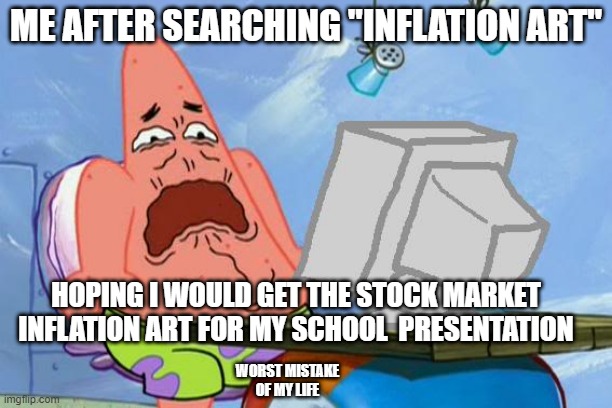 ME AFTER SEARCHING "INFLATION ART"
HOPING I WOULD GET THE STOCK MARKET
INFLATION ART FOR MY SCHOOL PRESENTATION
WORST MISTAKE
OF MY LIFE
imgflip.com